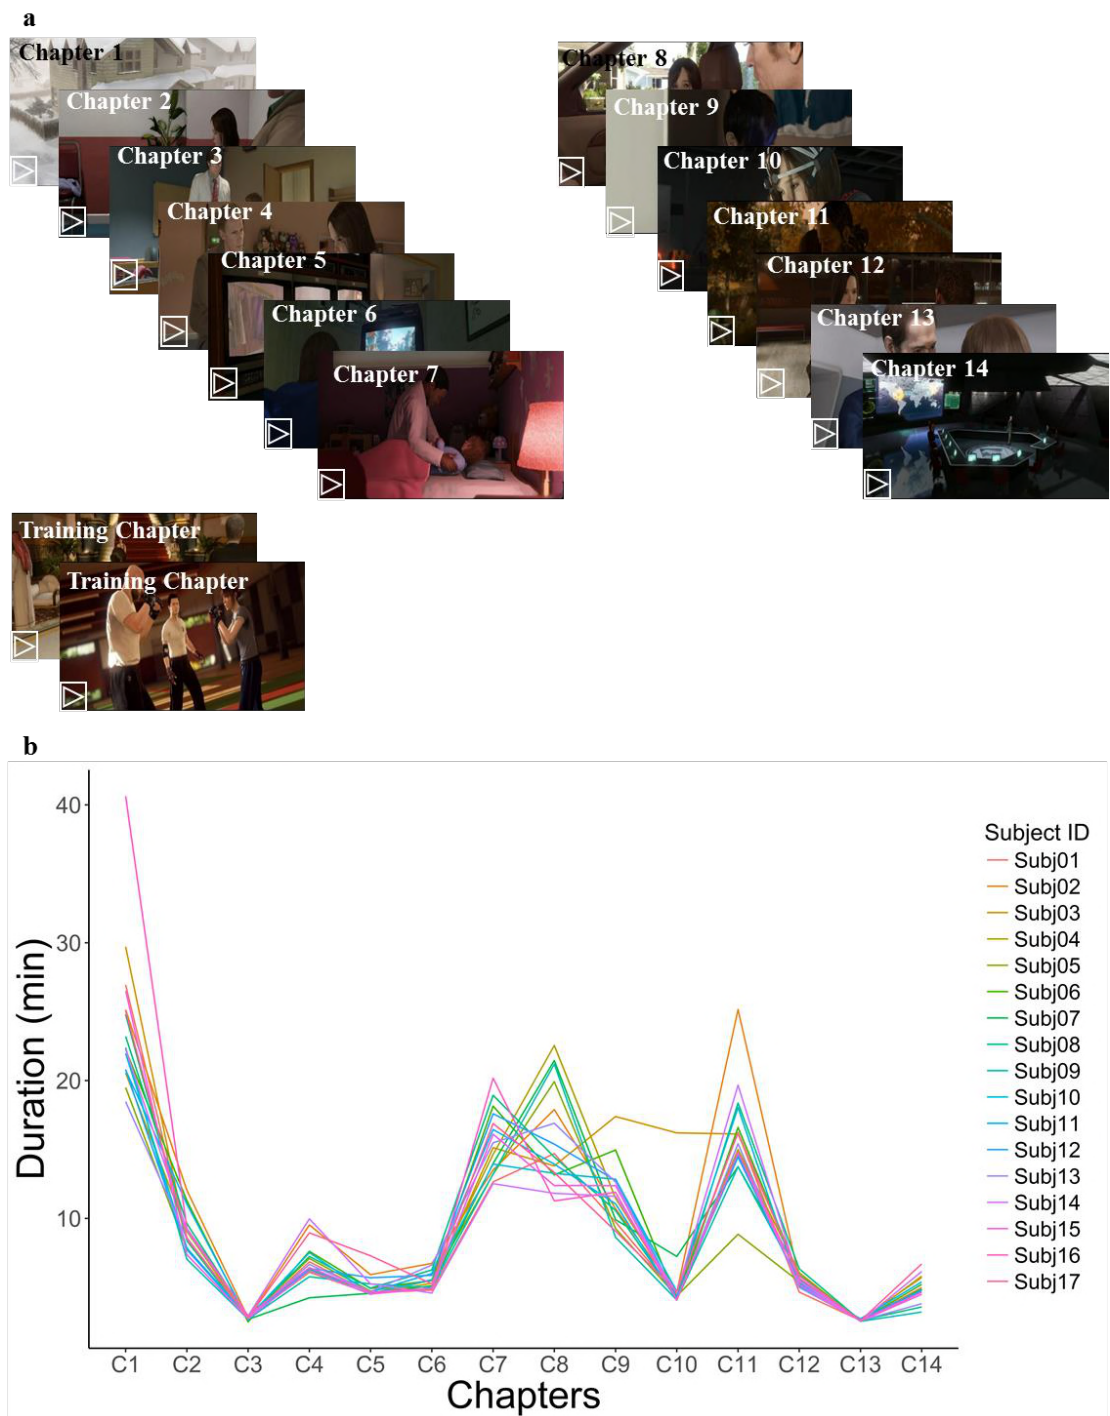 a
Chapter 1
Chapter 2
Chapter 3
Chapter 4
Chapter 5
Chapter 6
Chapter 7
Chapter 8
Chapter 9
Chapter 10
Chapter 11
Chapter 12
Chapter 13
Chapter 14
Training Chapter
Training Chapter
b
Duration (min)
40
30
20
10
C1 C2 C3 C4 C5 C6 C7 C8 C9 C10 C11 C12 C13 C14
Chapters
Subject ID
Subj01
Subj02
Subj03
Subj04
Subj05
Subj06
Subj07
Subj08
Subj09
Subj10
Subj11
Subj12
Subj13
Subj14
Subj15
Subj16
Subj17